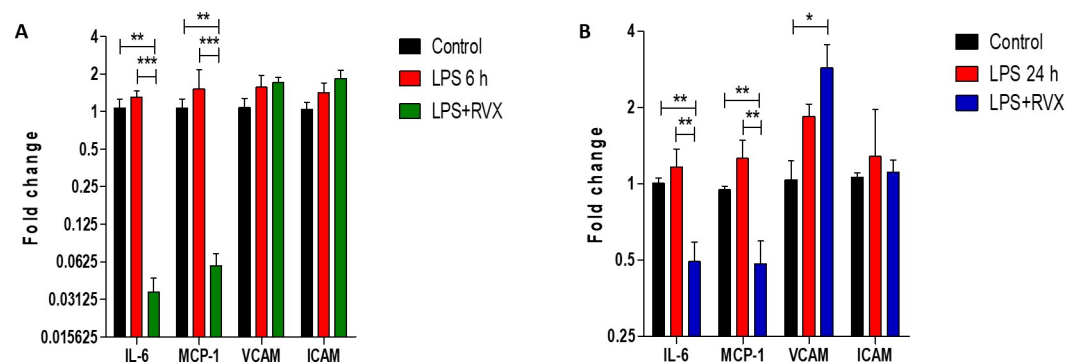 A
Fold change
4
2
1
0.5
0.25
0.125
0.0625
0.03125
0.015625
**
***
**
***
IL-6 MCP-1 VCAM ICAM
Control
LPS 6 h
LPS+RVX
B
Fold change
4
2
1
0.5
0.25
**
**
**
**
*
IL-6 MCP-1 VCAM ICAM
Control
LPS 24 h
LPS+RVX